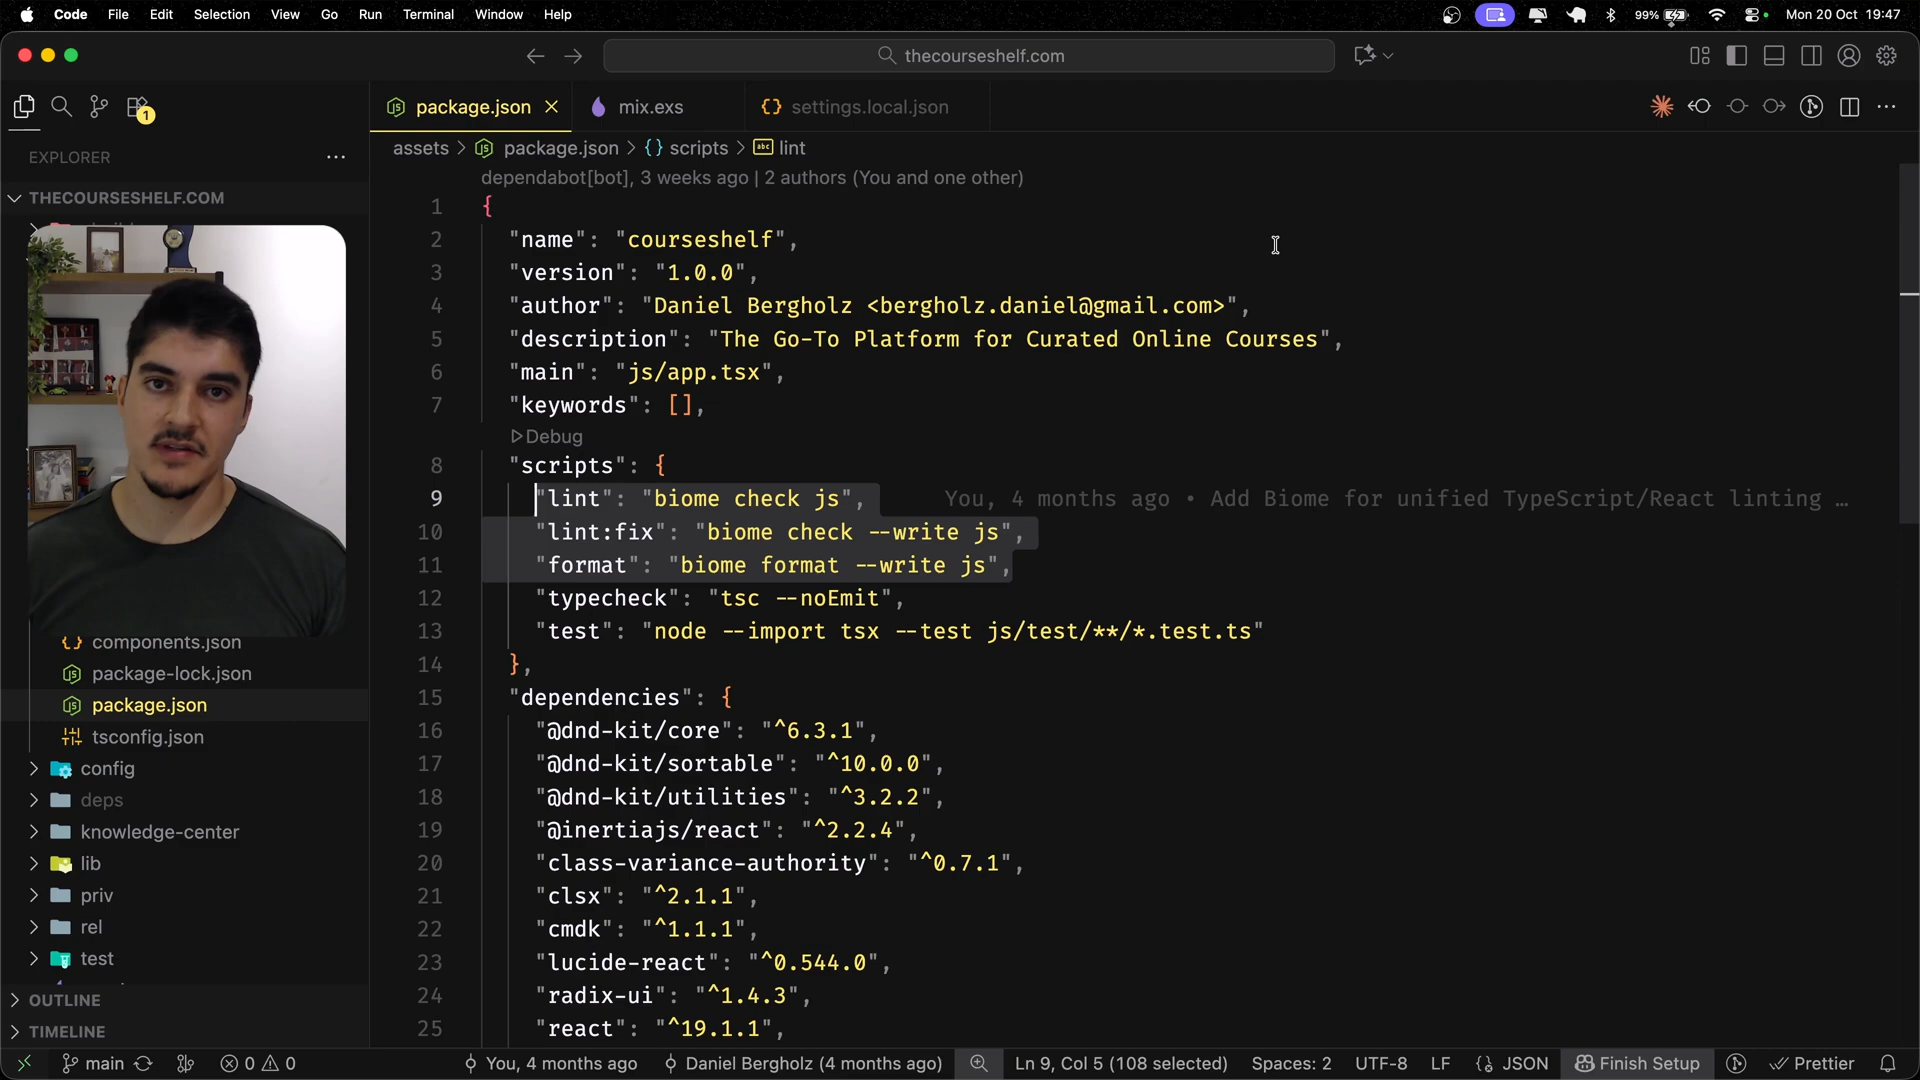 Code File Edit Selection View Go Run Terminal Window Help 99% Mon 20 Oct 19:47
thecourseshelf.com
1
package.json
mix.exs
settings.local.json
EXPLORER
assets > package.json > {} scripts > lint
THECOURSESHELF.COM
dependabot[bot], 3 weeks ago | 2 authors (You and one other)
1 {
2 "name": "courseshelf",
3 "version": "1.0.0",
4 "author": "Daniel Bergholz <bergholz.daniel@gmail.com>",
5 "description": "The Go-To Platform for Curated Online Courses",
6 "main": "js/app.tsx",
7 "keywords": [],
Debug
8 "scripts": {
9 "lint": "biome check js", You, 4 months ago • Add Biome for unified TypeScript/React linting …
10 "lint:fix": "biome check --write js",
11 "format": "biome format --write js",
12 "typecheck": "tsc --noEmit",
13 "test": "node --import tsx --test js/test/**/*.test.ts"
14 },
15 "dependencies": {
16 "@dnd-kit/core": "^6.3.1",
17 "@dnd-kit/sortable": "^10.0.0",
18 "@dnd-kit/utilities": "^3.2.2",
19 "@inertiajs/react": "^2.2.4",
20 "class-variance-authority": "^0.7.1",
21 "clsx": "^2.1.1",
22 "cmdk": "^1.1.1",
23 "lucide-react": "^0.544.0",
24 "radix-ui": "^1.4.3",
25 "react": "^19.1.1",
components.json
package-lock.json
package.json
tsconfig.json
config
deps
knowledge-center
lib
priv
rel
test
OUTLINE
TIMELINE
main 0 0 You, 4 months ago Daniel Bergholz (4 months ago) Ln 9, Col 5 (108 selected) Spaces: 2 UTF-8 LF {} JSON Finish Setup Prettier